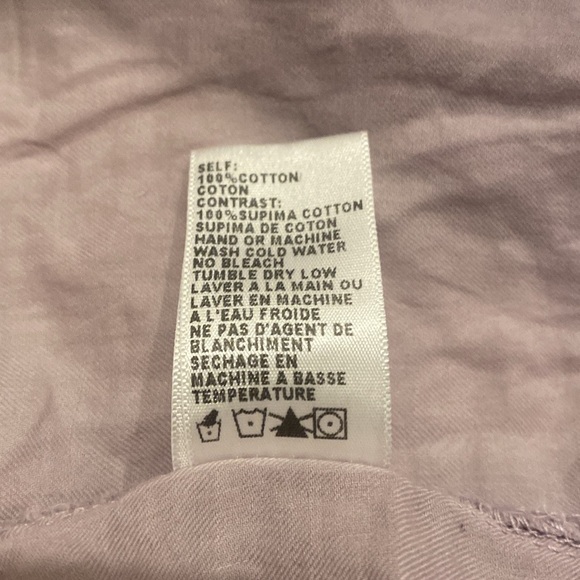 SELF:
100%COTTON
COTON
CONTRAST:
100%SUPIMA COTTON
SUPIMA DE COTON
HAND OR MACHINE
WASH COLD WATER
NO BLEACH
TUMBLE DRY LOW
LAVER A LA MAIN OU
LAVER EN MACHINE
A L'EAU FROIDE
NE PAS D'AGENT DE
BLANCHIMENT
SECHAGE EN
MACHINE A BASSE
TEMPERATURE